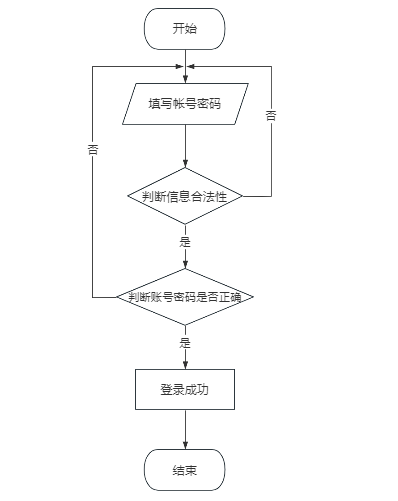 开始
填写帐号密码
否
否
判断信息合法性
是
判断账号密码是否正确
是
登录成功
结束